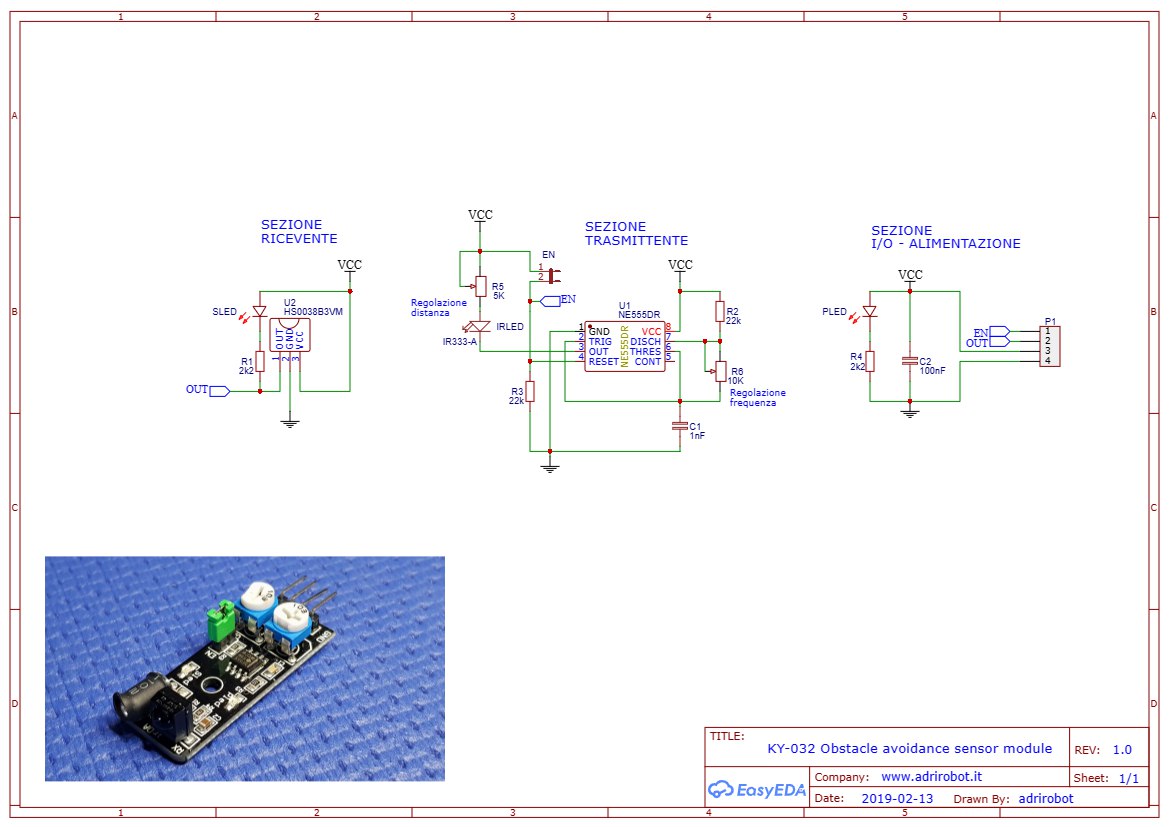 1 2 3 4 5
A A
B B
C C
D D
SEZIONE
RICEVENTE
VCC
SLED
U2
HS0038B3VM
OUT
GND
VCC
1
2
3
R1
2k2
OUT
SEZIONE
TRASMITTENTE
VCC
EN
1
2
R5
5K
Regolazione
distanza
EN
IRLED
IR333-A
VCC
U1
NE555DR
R2
22k
1 GND VCC 8
2 TRIG DISCH 7
3 OUT THRES 6
4 RESET CONT 5
NE555DR
R6
10K
Regolazione
frequenza
R3
22k
C1
1nF
SEZIONE
I/O - ALIMENTAZIONE
VCC
PLED
R4
2k2
C2
100nF
P1
EN 1
OUT 2
3
4
TITLE:
KY-032 Obstacle avoidance sensor module
REV: 1.0
EasyEDA
Company: www.adrirobot.it
Sheet: 1/1
Date: 2019-02-13 Drawn By: adrirobot
1 2 3 4 5